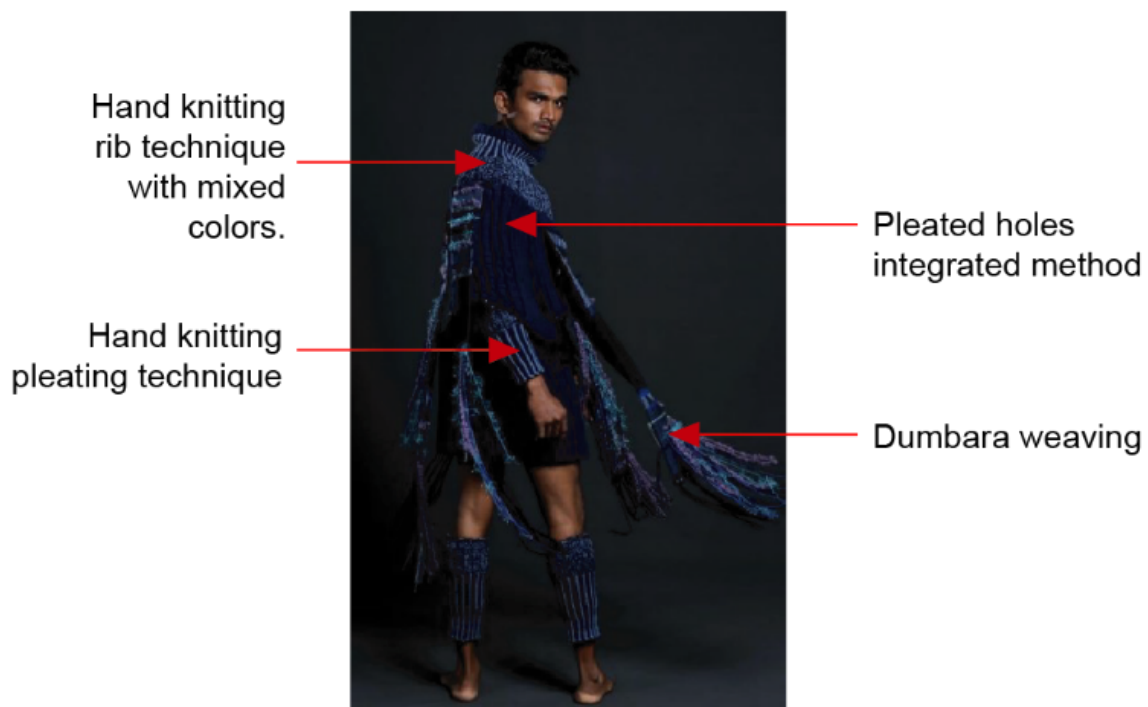 Hand knitting
rib technique
with mixed
colors.
Pleated holes
integrated method
Hand knitting
pleating technique
Dumbara weaving